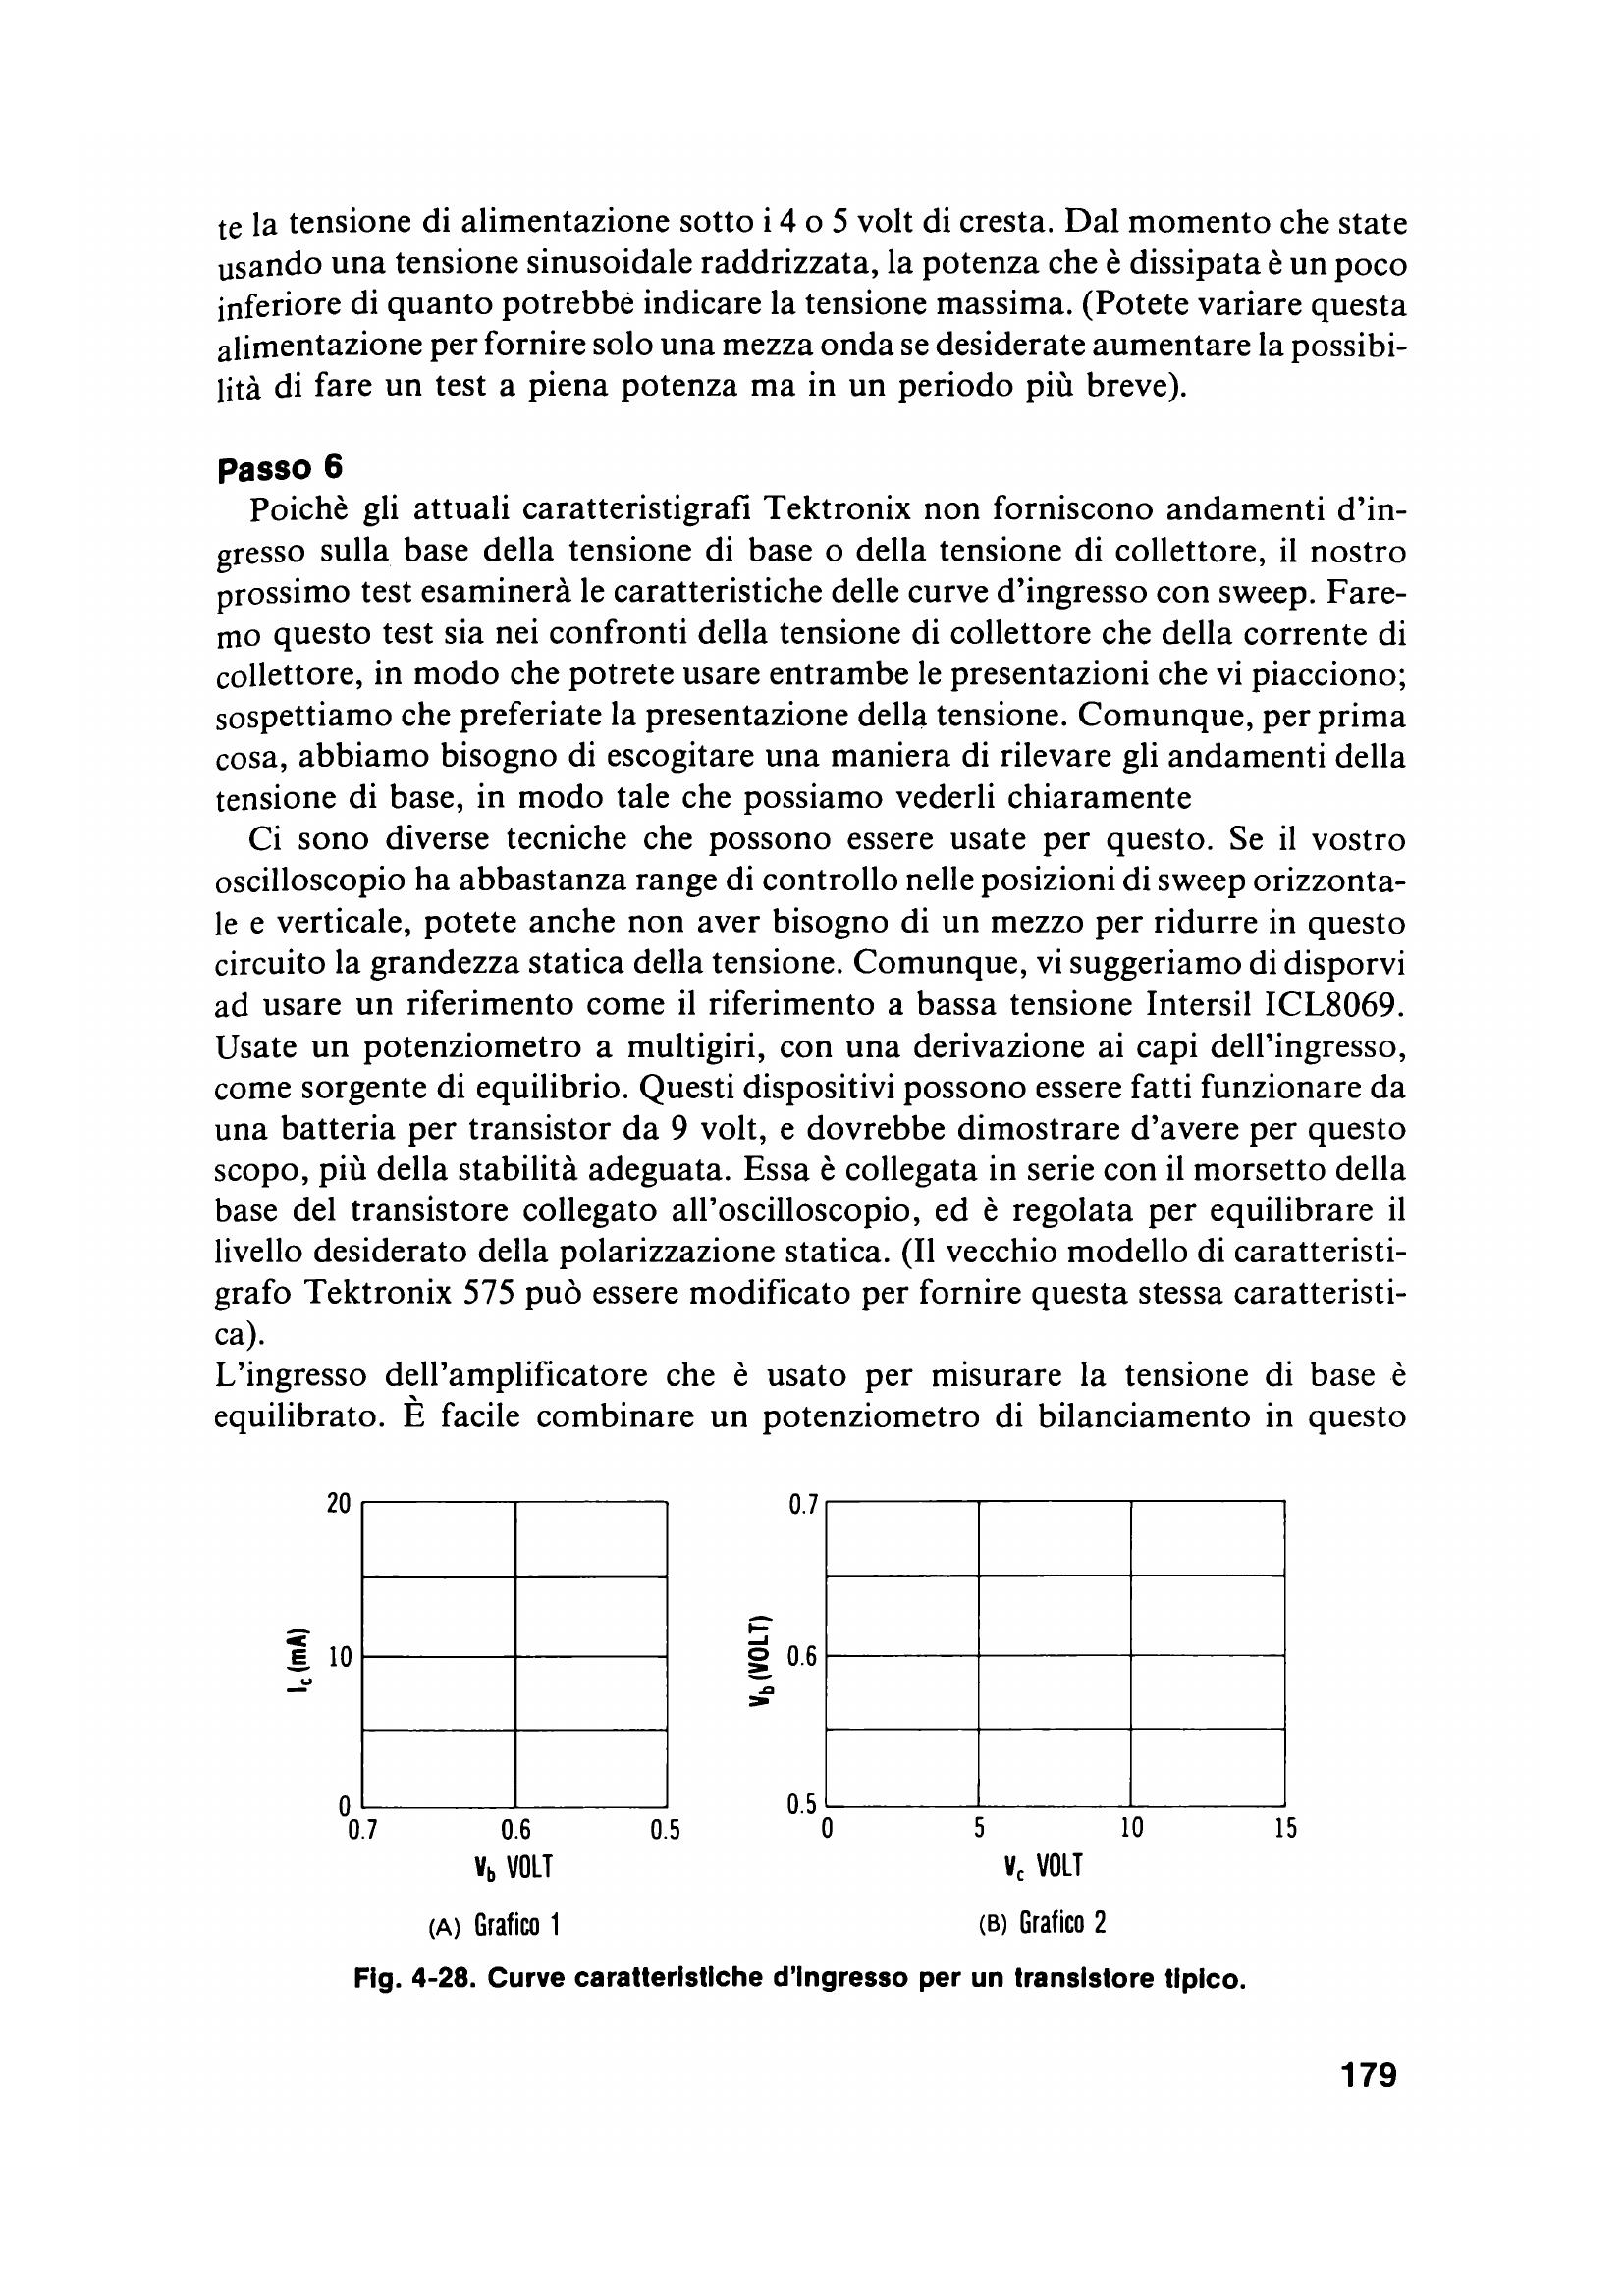 te la tensione di alimentazione sotto i 4 o 5 volt di cresta. Dal momento che state
usando una tensione sinusoidale raddrizzata, la potenza che è dissipata è un poco
inferiore di quanto potrebbe indicare la tensione massima. (Potete variare questa
alimentazione per fornire solo una mezza onda se desiderate aumentare la possibi-
lità di fare un test a piena potenza ma in un periodo più breve).
Passo 6
Poichè gli attuali caratteristigrafi Tektronix non forniscono andamenti d'in-
gresso sulla base della tensione di base o della tensione di collettore, il nostro
prossimo test esaminerà le caratteristiche delle curve d'ingresso con sweep. Fare-
mo questo test sia nei confronti della tensione di collettore che della corrente di
collettore, in modo che potrete usare entrambe le presentazioni che vi piacciono;
sospettiamo che preferiate la presentazione della tensione. Comunque, per prima
cosa, abbiamo bisogno di escogitare una maniera di rilevare gli andamenti della
tensione di base, in modo tale che possiamo vederli chiaramente
Ci sono diverse tecniche che possono essere usate per questo. Se il vostro
oscilloscopio ha abbastanza range di controllo nelle posizioni di sweep orizzonta-
le e verticale, potete anche non aver bisogno di un mezzo per ridurre in questo
circuito la grandezza statica della tensione. Comunque, vi suggeriamo di disporvi
ad usare un riferimento come il riferimento a bassa tensione Intersil ICL8069.
Usate un potenziometro a multigiri, con una derivazione ai capi dell'ingresso,
come sorgente di equilibrio. Questi dispositivi possono essere fatti funzionare da
una batteria per transistor da 9 volt, e dovrebbe dimostrare d'avere per questo
scopo, più della stabilità adeguata. Essa è collegata in serie con il morsetto della
base del transistore collegato all'oscilloscopio, ed è regolata per equilibrare il
livello desiderato della polarizzazione statica. (Il vecchio modello di caratteristi-
grafo Tektronix 575 può essere modificato per fornire questa stessa caratteristi-
ca).
L'ingresso dell'amplificatore che è usato per misurare la tensione di base è
equilibrato. È facile combinare un potenziometro di bilanciamento in questo
20
10
0
Ic (mA)
0.7 0.6 0.5
Vb VOLT
(A) Grafico 1
0.7
0.6
0.5
Vb (VOLT)
0 5 10 15
Vc VOLT
(B) Grafico 2
Fig. 4-28. Curve caratteristiche d'ingresso per un transistore tipico.
179